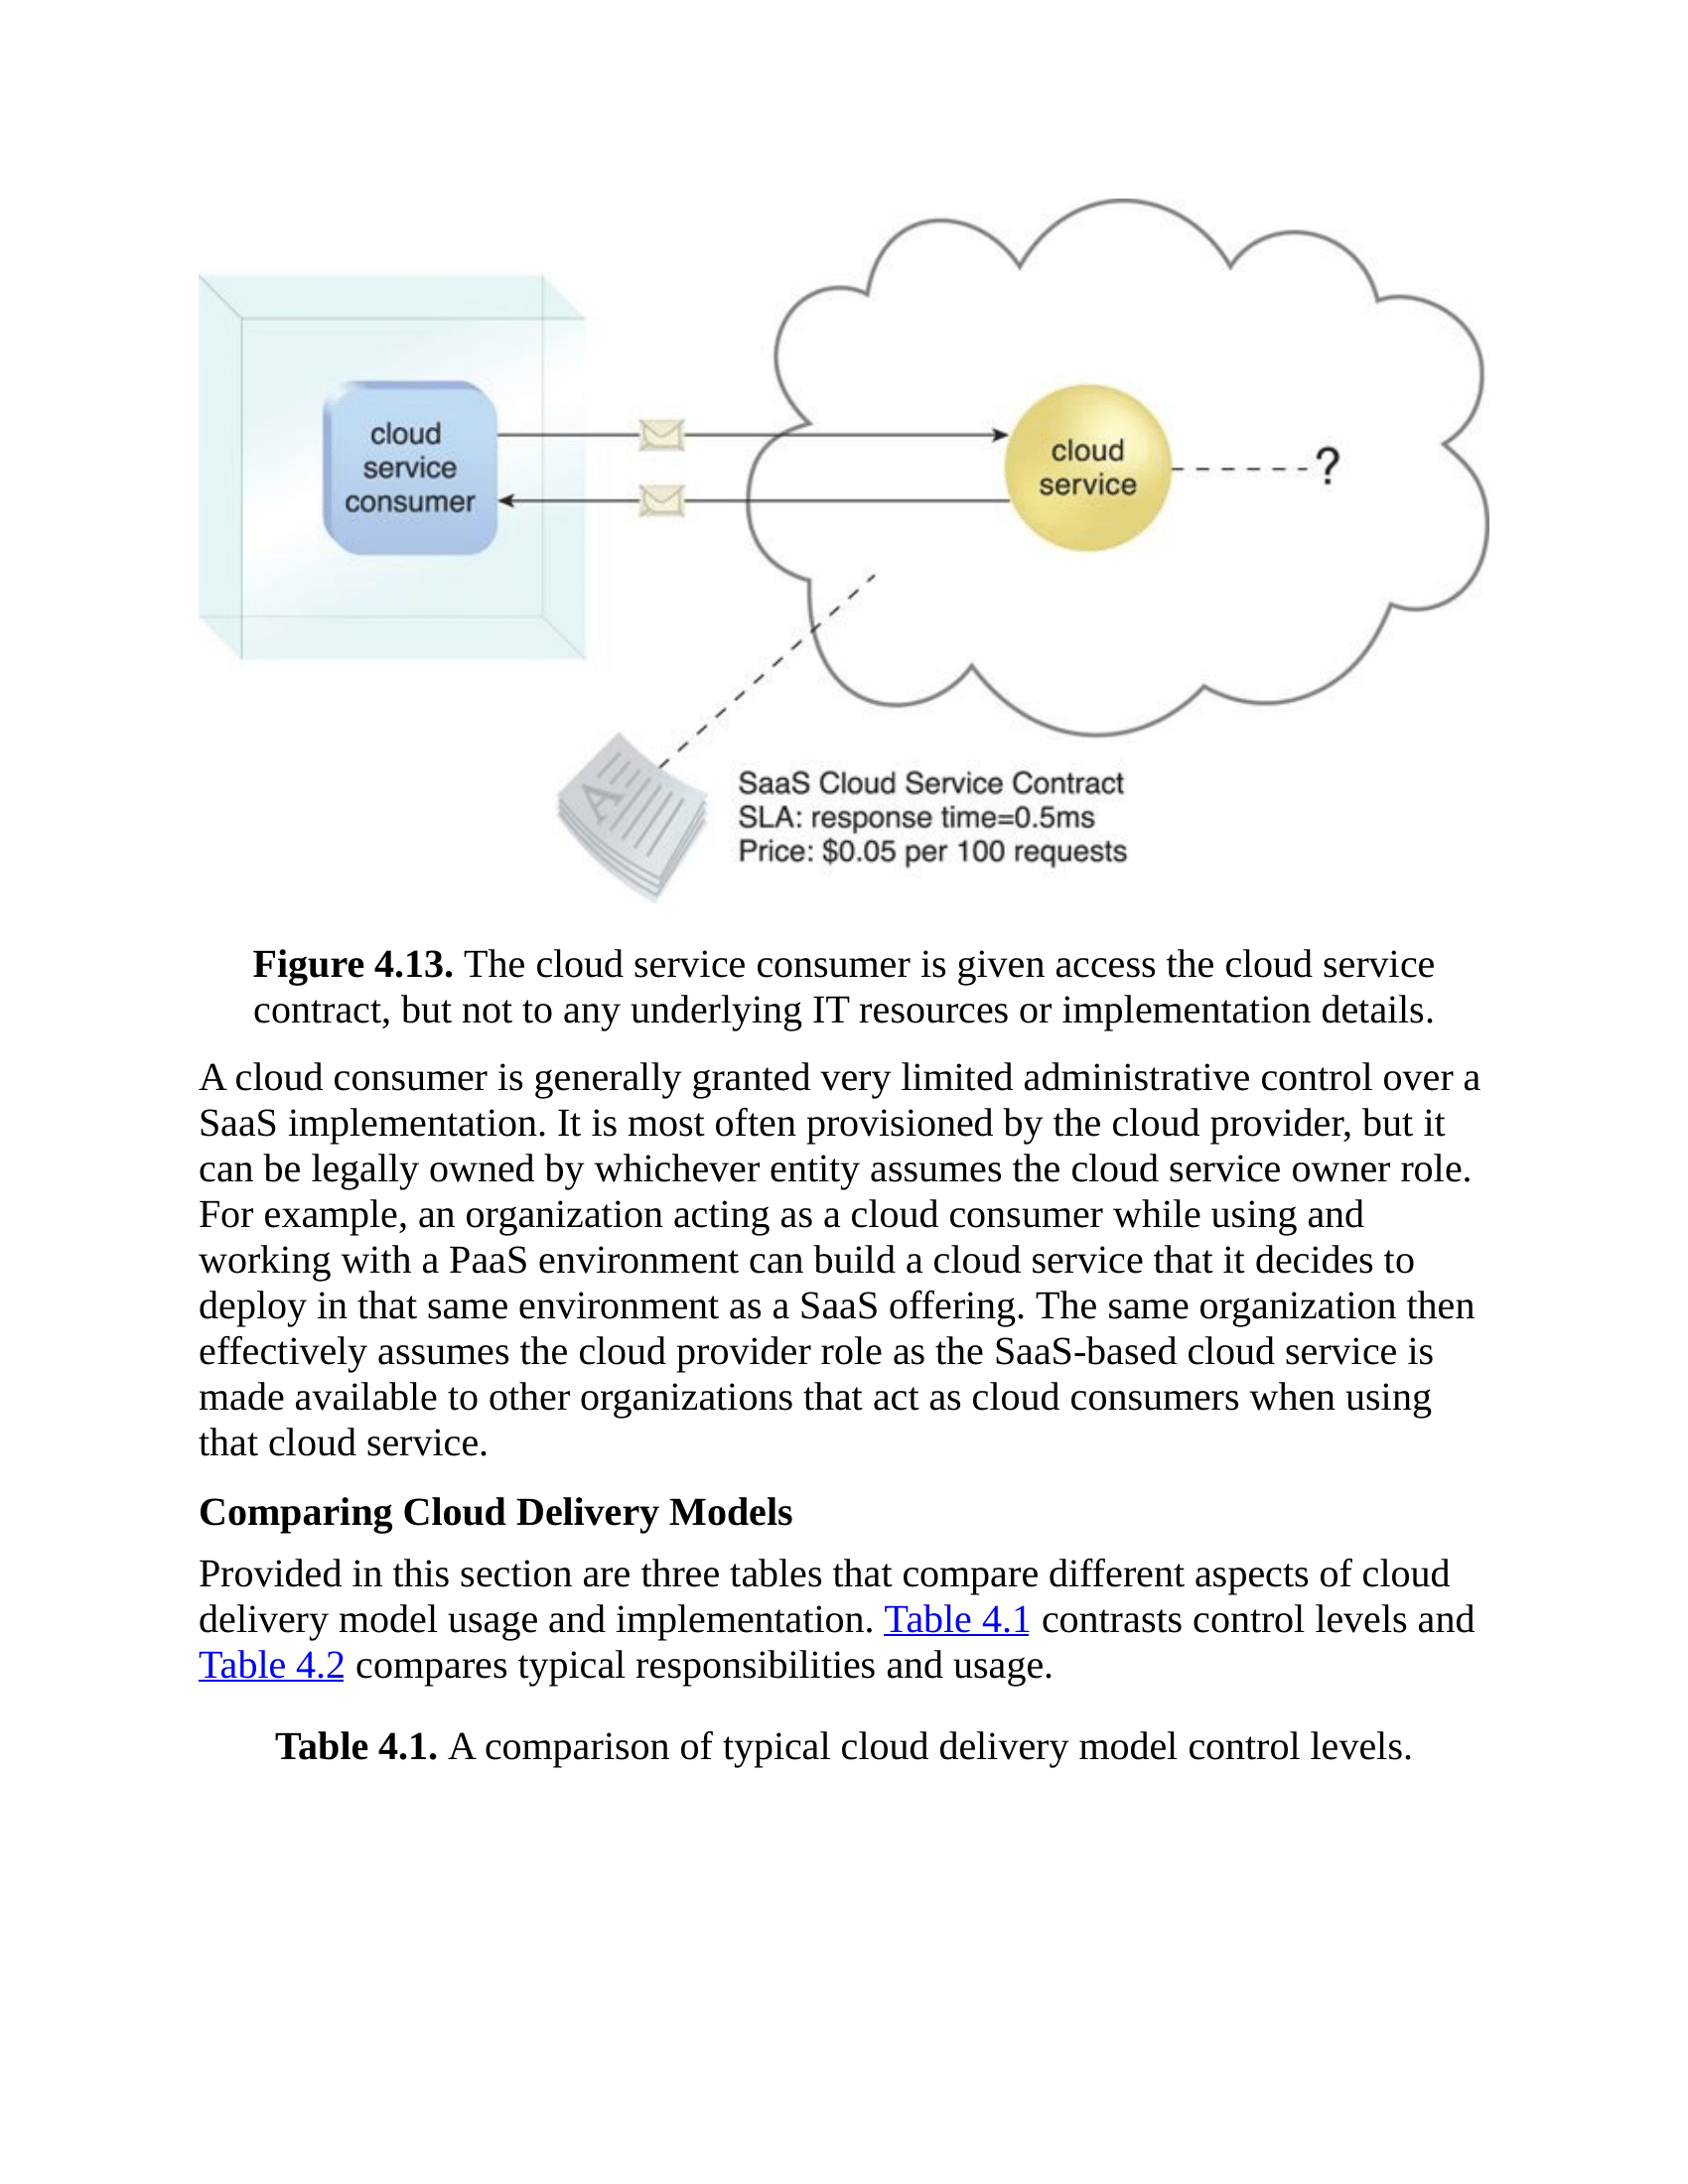 cloud
service
consumer
cloud
service
?
SaaS Cloud Service Contract
SLA: response time=0.5ms
Price: $0.05 per 100 requests
Figure 4.13. The cloud service consumer is given access the cloud service
contract, but not to any underlying IT resources or implementation details.
A cloud consumer is generally granted very limited administrative control over a
SaaS implementation. It is most often provisioned by the cloud provider, but it
can be legally owned by whichever entity assumes the cloud service owner role.
For example, an organization acting as a cloud consumer while using and
working with a PaaS environment can build a cloud service that it decides to
deploy in that same environment as a SaaS offering. The same organization then
effectively assumes the cloud provider role as the SaaS-based cloud service is
made available to other organizations that act as cloud consumers when using
that cloud service.
Comparing Cloud Delivery Models
Provided in this section are three tables that compare different aspects of cloud
delivery model usage and implementation. Table 4.1 contrasts control levels and
Table 4.2 compares typical responsibilities and usage.
Table 4.1. A comparison of typical cloud delivery model control levels.